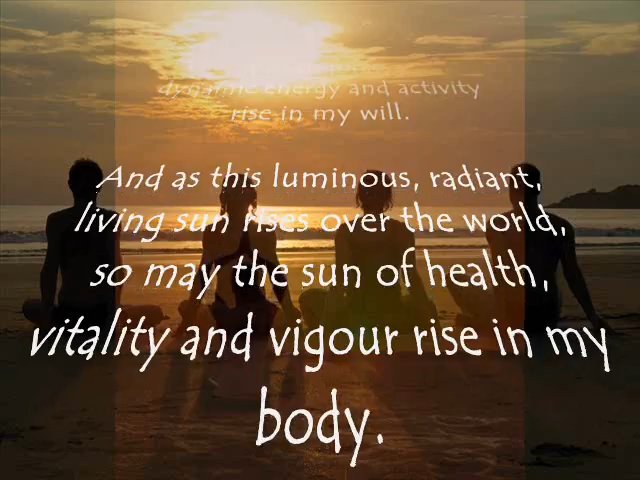 dynamic energy and activity
rise in my will.
And as this luminous, radiant,
living sun rises over the world,
so may the sun of health,
vitality and vigour rise in my
body.